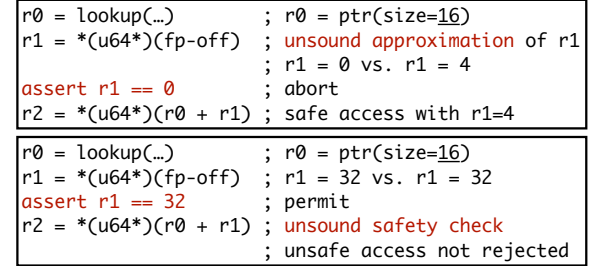 r0 = lookup(…) ; r0 = ptr(size=16)
r1 = *(u64*)(fp-off) ; unsound approximation of r1
; r1 = 0 vs. r1 = 4
assert r1 == 0 ; abort
r2 = *(u64*)(r0 + r1) ; safe access with r1=4
r0 = lookup(…) ; r0 = ptr(size=16)
r1 = *(u64*)(fp-off) ; r1 = 32 vs. r1 = 32
assert r1 == 32 ; permit
r2 = *(u64*)(r0 + r1) ; unsound safety check
; unsafe access not rejected